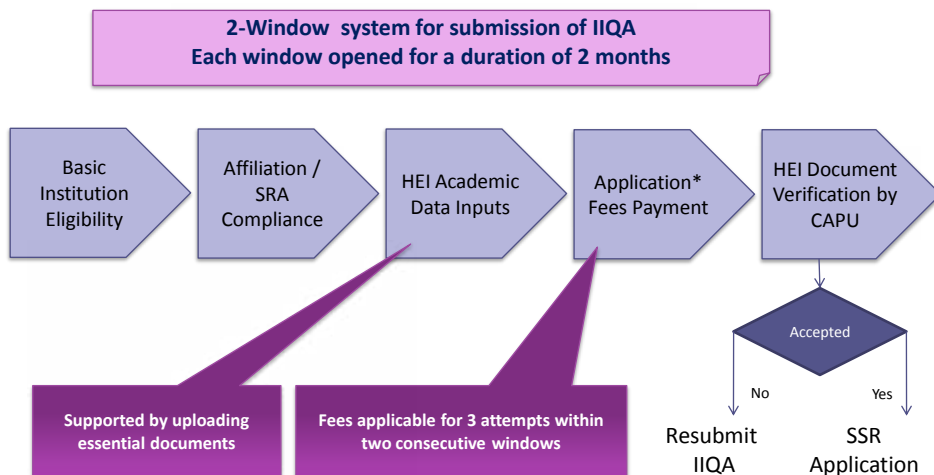 2-Window system for submission of IIQA
Each window opened for a duration of 2 months
Basic
Institution
Eligibility
Affiliation /
SRA
Compliance
HEI Academic
Data Inputs
Application*
Fees Payment
HEI Document
Verification by
CAPU
Accepted
No
Yes
Supported by uploading
essential documents
Fees applicable for 3 attempts within
two consecutive windows
Resubmit
IIQA
SSR
Application